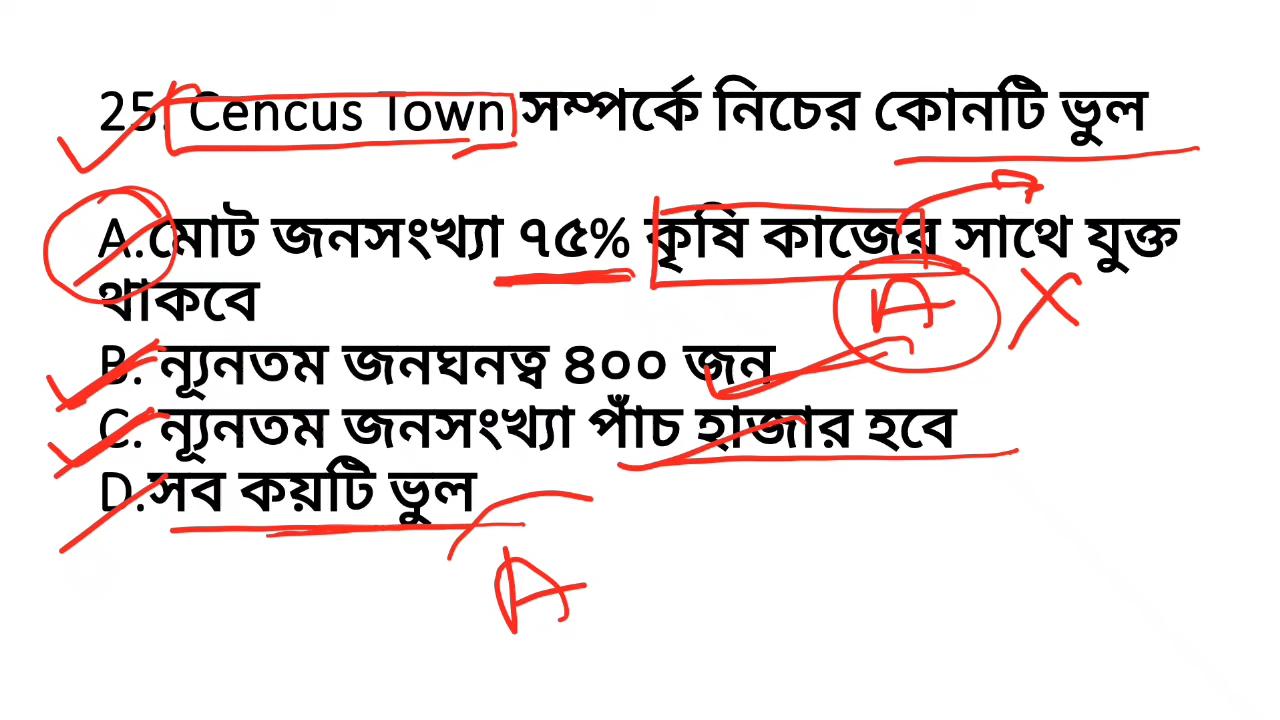 25. Cencus Town সম্পর্কে নিচের কোনটি ভুল
A.মোট জনসংখ্যা ৭৫% কৃষি কাজের সাথে যুক্ত
থাকবে
A
B. ন্যূনতম জনঘনত্ব ৪০০ জন
C. ন্যূনতম জনসংখ্যা পাঁচ হাজার হবে
D.সব কয়টি ভুল
A